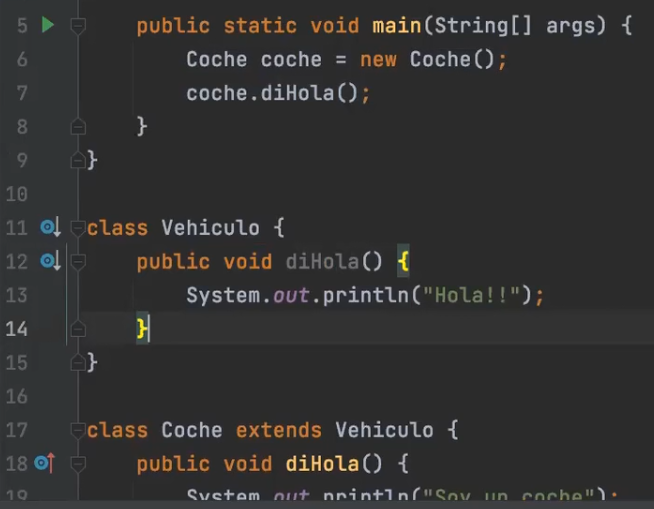 5 public static void main(String[] args) {
6 Coche coche = new Coche();
7 coche.diHola();
8 }
9 }
10
11 class Vehiculo {
12 public void diHola() {
13 System.out.println("Hola!!");
14 }
15 }
16
17 class Coche extends Vehiculo {
18 public void diHola() {
19 System.out.println("Soy un coche");